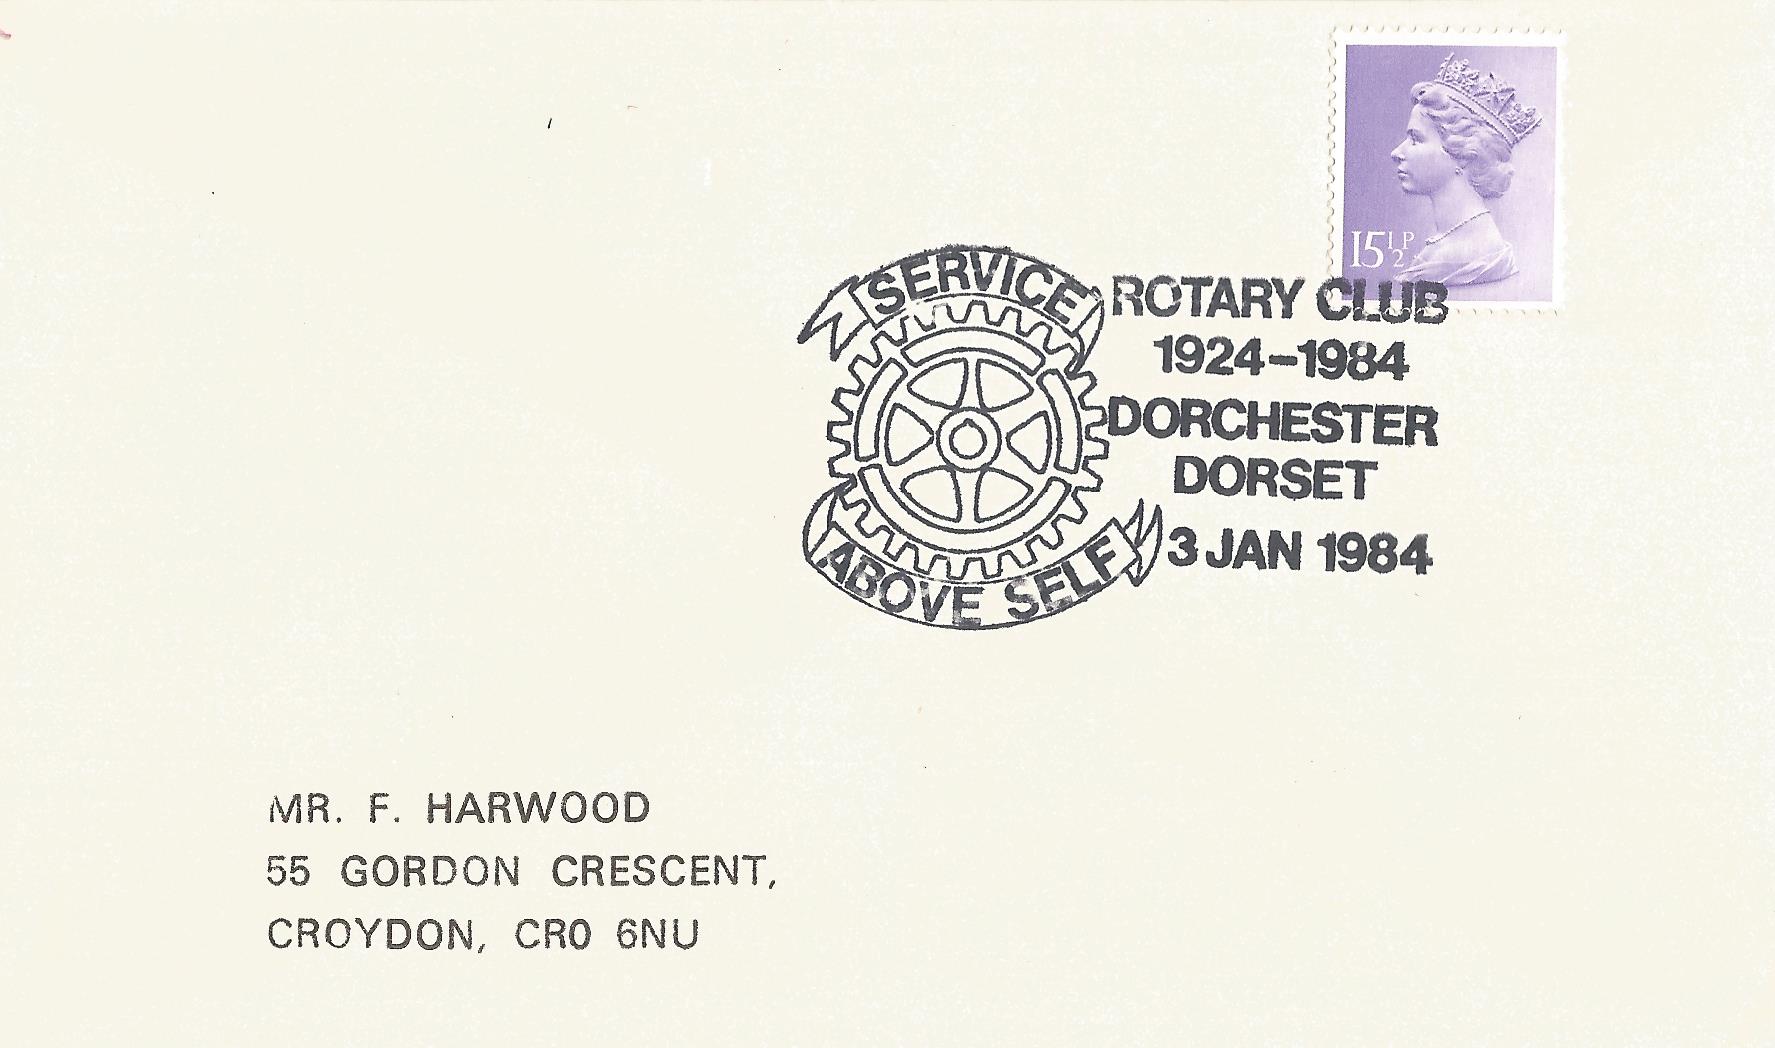 15½P
SERVICE
ABOVE SELF
ROTARY CLUB
1924-1984
DORCHESTER
DORSET
3 JAN 1984
MR. F. HARWOOD
55 GORDON CRESCENT,
CROYDON, CR0 6NU